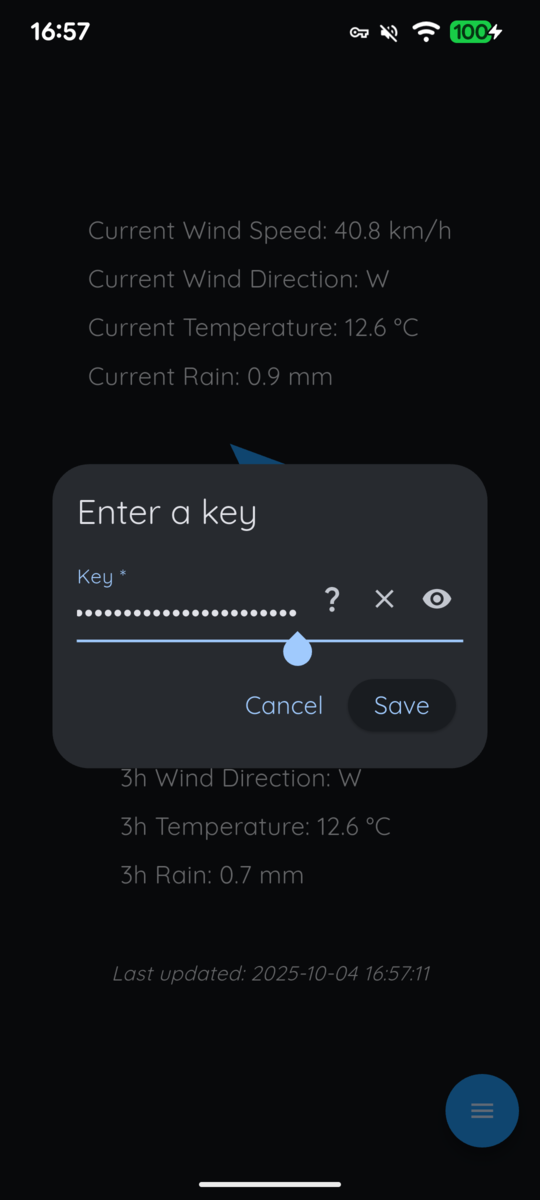 16:57
100
Current Wind Speed: 40.8 km/h
Current Wind Direction: W
Current Temperature: 12.6 °C
Current Rain: 0.9 mm
Enter a key
Key *
••••••••••••••••••••••••
?
Cancel Save
3h Wind Direction: W
3h Temperature: 12.6 °C
3h Rain: 0.7 mm
Last updated: 2025-10-04 16:57:11